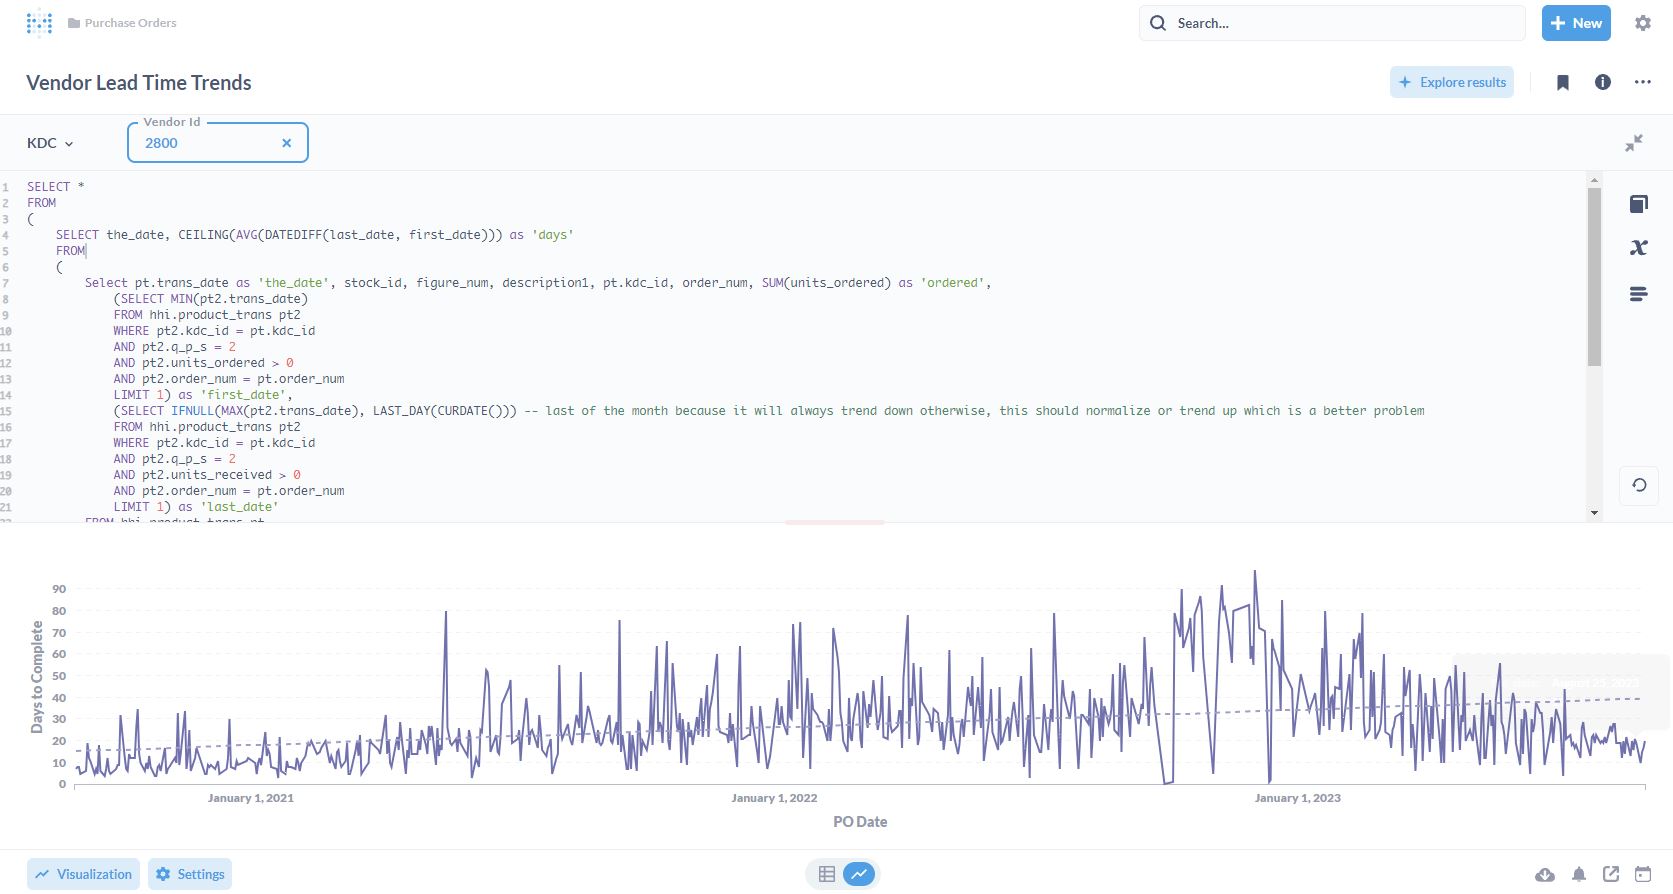 Purchase Orders
Search...
New
Vendor Lead Time Trends
Explore results
KDC
Vendor Id
2800
1 SELECT *
2 FROM
3 (
4 SELECT the_date, CEILING(AVG(DATEDIFF(last_date, first_date))) as 'days'
5 FROM
6 (
7 Select pt.trans_date as 'the_date', stock_id, figure_num, description1, pt.kdc_id, order_num, SUM(units_ordered) as 'ordered',
8 (SELECT MIN(pt2.trans_date)
9 FROM hhi.product_trans pt2
10 WHERE pt2.kdc_id = pt.kdc_id
11 AND pt2.q_p_s = 2
12 AND pt2.units_ordered > 0
13 AND pt2.order_num = pt.order_num
14 LIMIT 1) as 'first_date',
15 (SELECT IFNULL(MAX(pt2.trans_date), LAST_DAY(CURDATE())) -- last of the month because it will always trend down otherwise, this should normalize or trend up which is a better problem
16 FROM hhi.product_trans pt2
17 WHERE pt2.kdc_id = pt.kdc_id
18 AND pt2.q_p_s = 2
19 AND pt2.units_received > 0
20 AND pt2.order_num = pt.order_num
21 LIMIT 1) as 'last_date'
22 FROM hhi.product_trans pt
Days to Complete
90
80
70
60
50
40
30
20
10
0
August 25, 2023
January 1, 2021
January 1, 2022
January 1, 2023
PO Date
Visualization
Settings